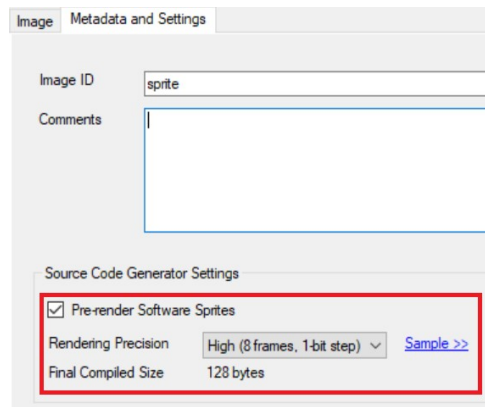 Image Metadata and Settings
Image ID sprite
Comments
Source Code Generator Settings
Pre-render Software Sprites
Rendering Precision High (8 frames, 1-bit step) Sample >>
Final Compiled Size 128 bytes